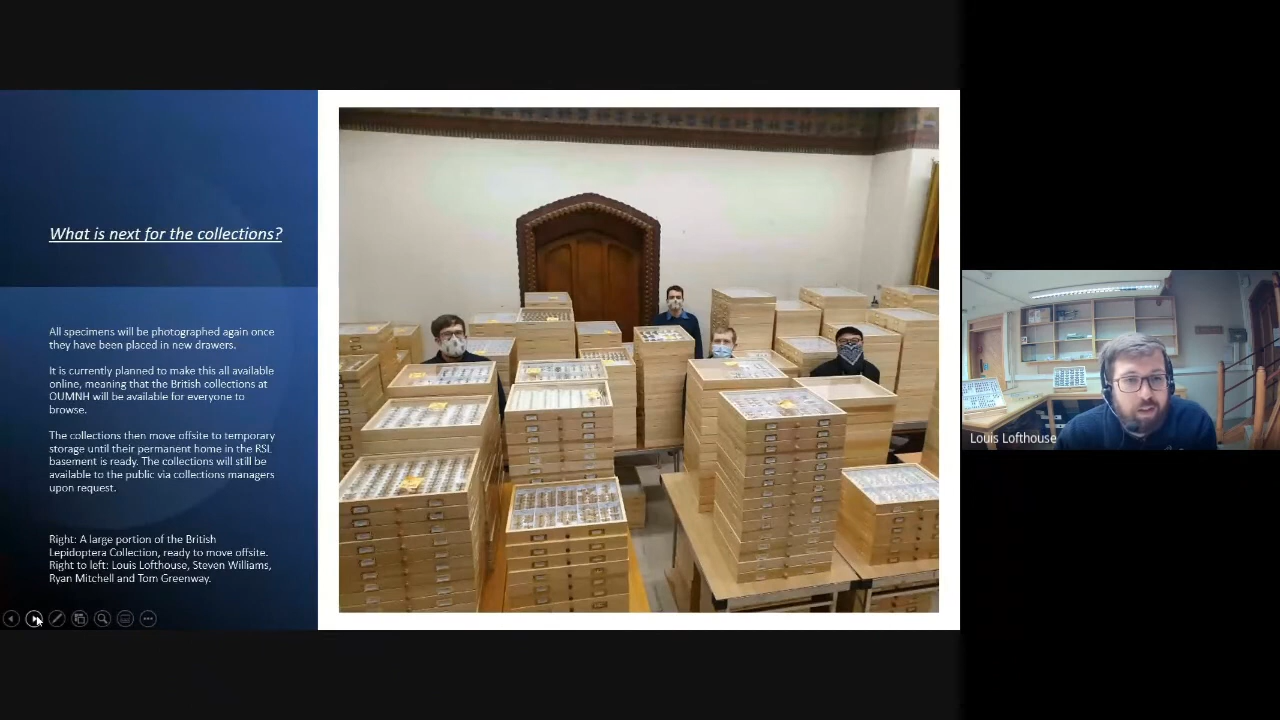 What is next for the collections?
All specimens will be photographed again once
they have been placed in new drawers.
It is currently planned to make this all available
online, meaning that the British collections at
OUMNH will be available for everyone to
browse.
The collections then move offsite to temporary
storage until their permanent home in the RSL
basement is ready. The collections will still be
available to the public via collections managers
upon request.
Right: A large portion of the British
Lepidoptera Collection, ready to move offsite.
Right to left: Louis Lofthouse, Steven Williams,
Ryan Mitchell and Tom Greenway.
Louis Lofthouse